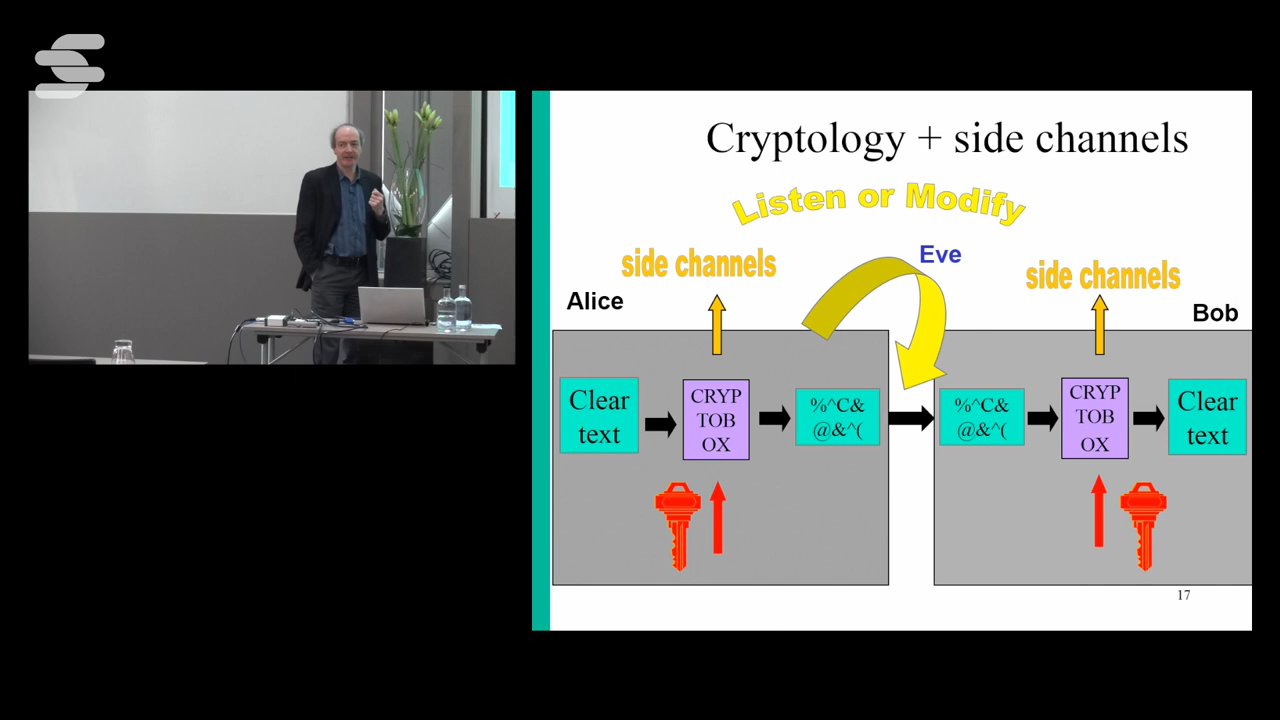 Cryptology + side channels
Listen or Modify
Eve
side channels
side channels
Alice
Bob
Clear
text
CRYP
TOB
OX
%^C&
@&^(
%^C&
@&^(
CRYP
TOB
OX
Clear
text
17